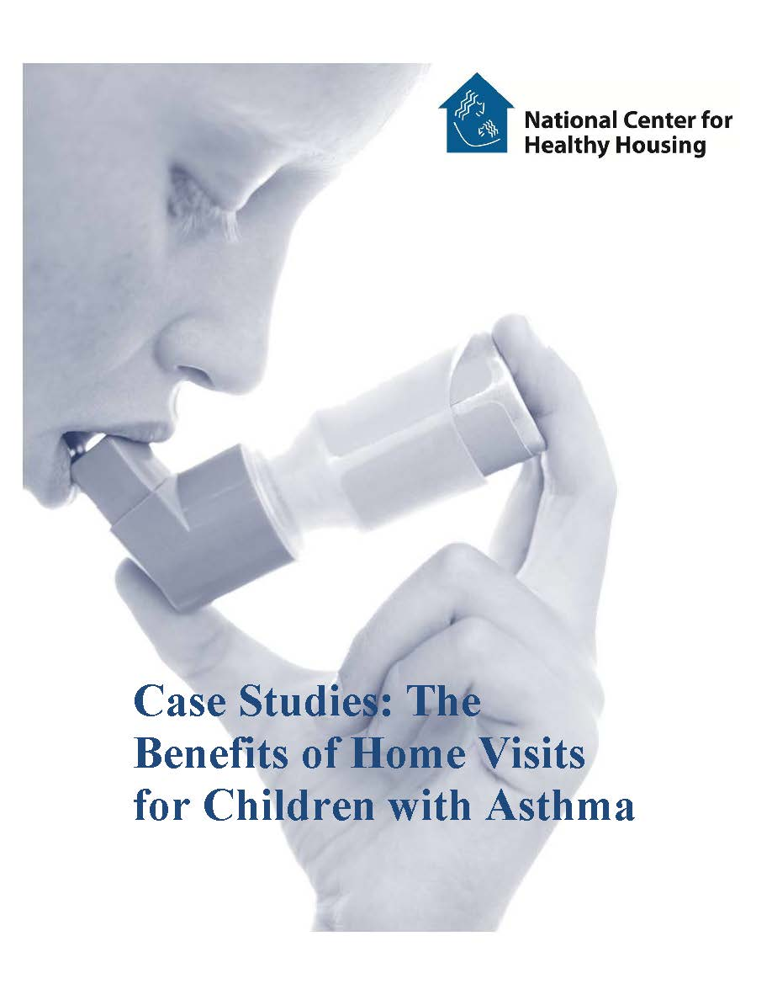 National Center for
Healthy Housing
Case Studies: The
Benefits of Home Visits
for Children with Asthma